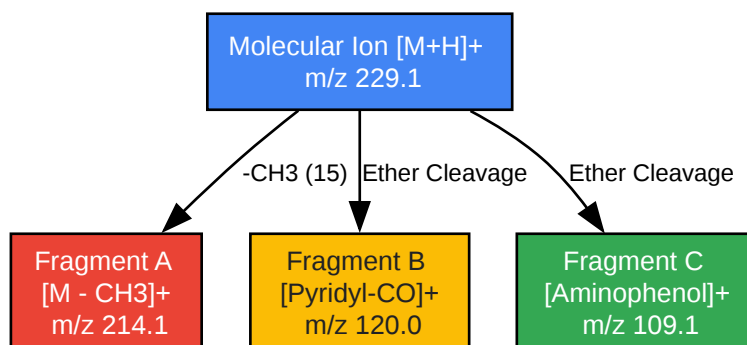 Molecular Ion [M+H]+
m/z 229.1
-CH3 (15)
Ether Cleavage
Ether Cleavage
Fragment A
[M - CH3]+
m/z 214.1
Fragment B
[Pyridyl-CO]+
m/z 120.0
Fragment C
[Aminophenol]+
m/z 109.1